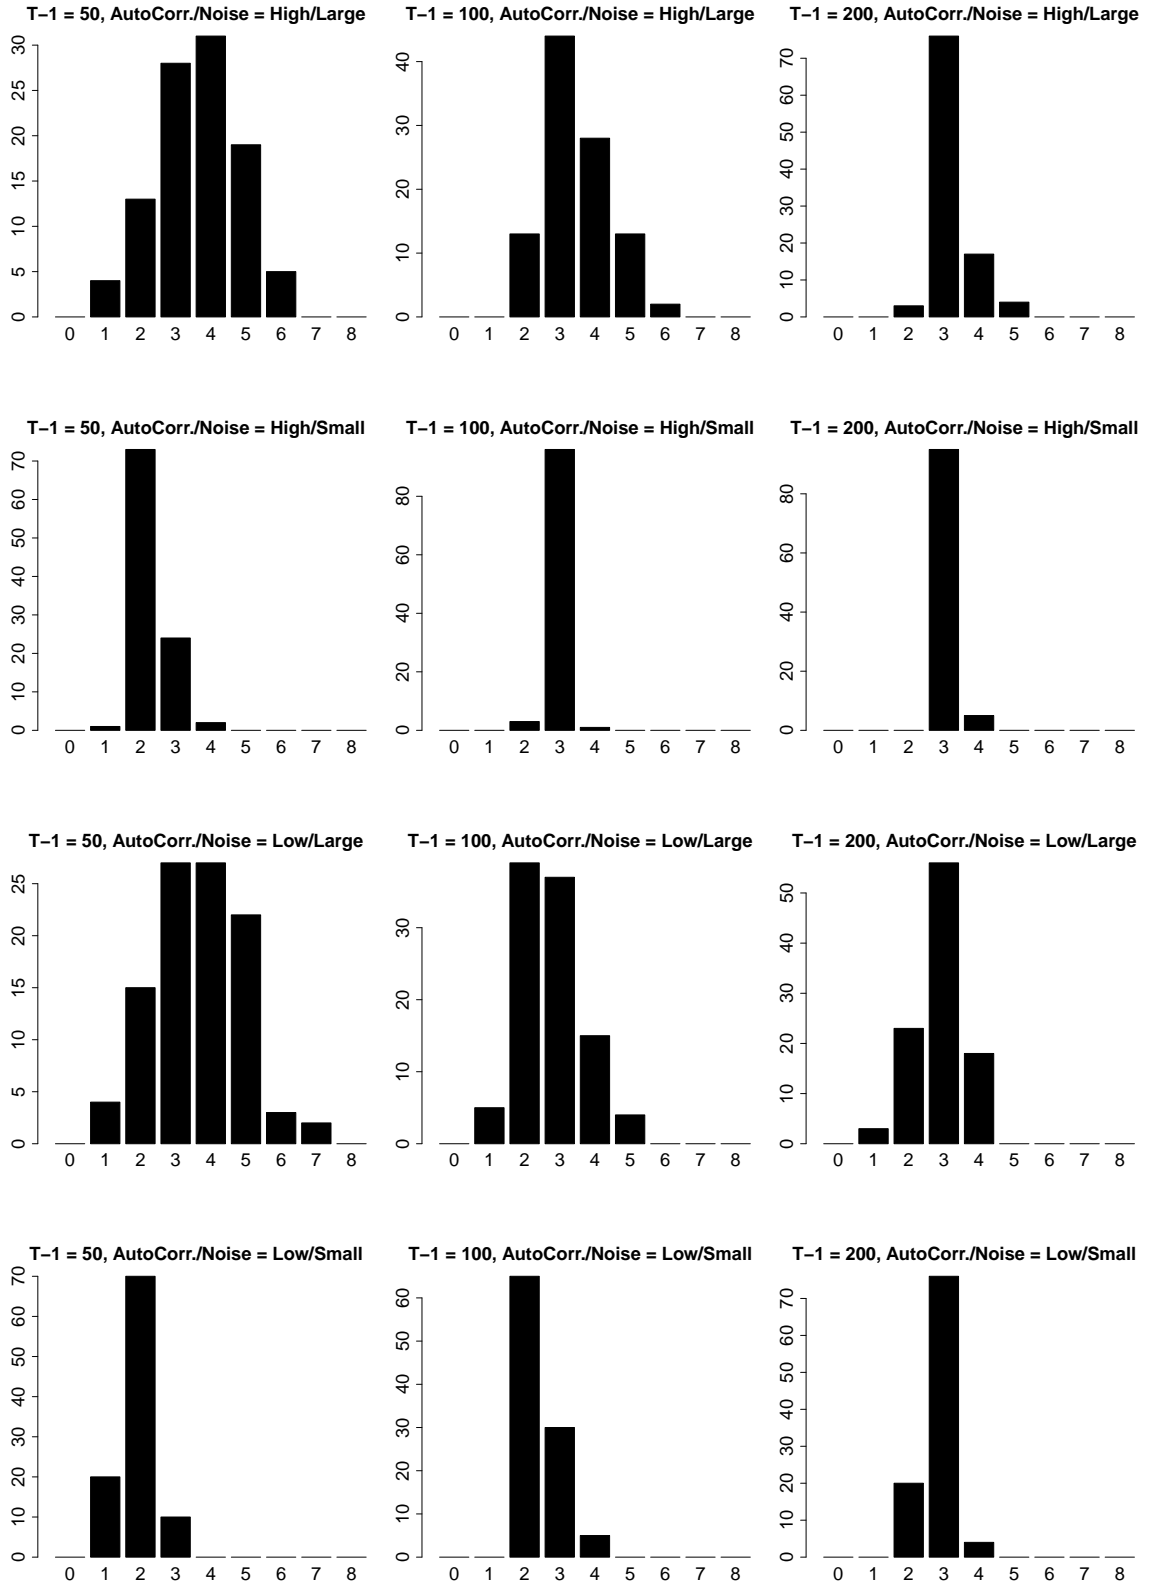 T−1 = 50, AutoCorr./Noise = High/Large
0 5 10 15 20 25 30
0 1 2 3 4 5 6 7 8
T−1 = 100, AutoCorr./Noise = High/Large
0 10 20 30 40
0 1 2 3 4 5 6 7 8
T−1 = 200, AutoCorr./Noise = High/Large
0 10 20 30 40 50 60 70
0 1 2 3 4 5 6 7 8
T−1 = 50, AutoCorr./Noise = High/Small
0 10 20 30 40 50 60 70
0 1 2 3 4 5 6 7 8
T−1 = 100, AutoCorr./Noise = High/Small
0 20 40 60 80
0 1 2 3 4 5 6 7 8
T−1 = 200, AutoCorr./Noise = High/Small
0 20 40 60 80
0 1 2 3 4 5 6 7 8
T−1 = 50, AutoCorr./Noise = Low/Large
0 5 10 15 20 25
0 1 2 3 4 5 6 7 8
T−1 = 100, AutoCorr./Noise = Low/Large
0 10 20 30
0 1 2 3 4 5 6 7 8
T−1 = 200, AutoCorr./Noise = Low/Large
0 10 20 30 40 50
0 1 2 3 4 5 6 7 8
T−1 = 50, AutoCorr./Noise = Low/Small
0 10 20 30 40 50 60 70
0 1 2 3 4 5 6 7 8
T−1 = 100, AutoCorr./Noise = Low/Small
0 10 20 30 40 50 60
0 1 2 3 4 5 6 7 8
T−1 = 200, AutoCorr./Noise = Low/Small
0 10 20 30 40 50 60 70
0 1 2 3 4 5 6 7 8